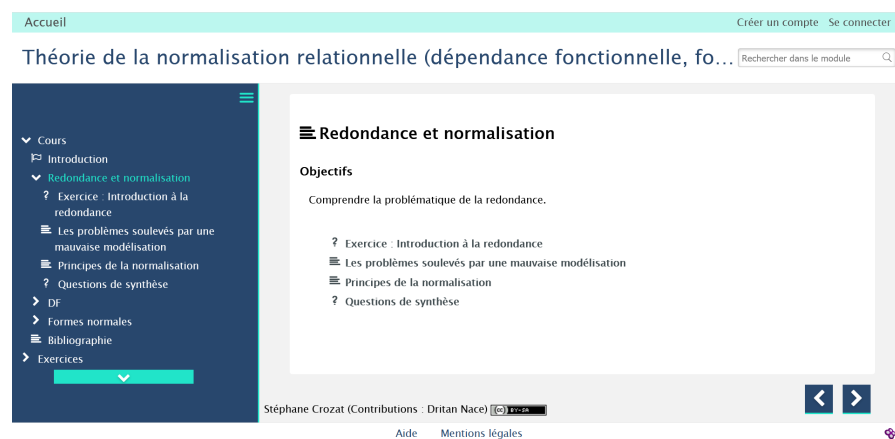 Accueil
Créer un compte Se connecter
Théorie de la normalisation relationnelle (dépendance fonctionnelle, fo...
Rechercher dans le module
Cours
Introduction
Redondance et normalisation
? Exercice : Introduction à la
redondance
Les problèmes soulevés par une
mauvaise modélisation
Principes de la normalisation
? Questions de synthèse
DF
Formes normales
Bibliographie
Exercices
Redondance et normalisation
Objectifs
Comprendre la problématique de la redondance.
? Exercice : Introduction à la redondance
Les problèmes soulevés par une mauvaise modélisation
Principes de la normalisation
? Questions de synthèse
Stéphane Crozat (Contributions : Dritan Nace) (cc) BY-SA
Aide Mentions légales